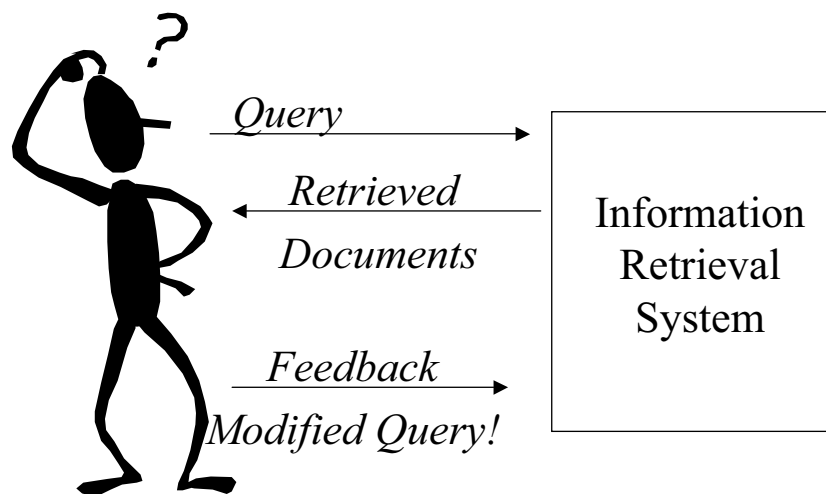 ?
Query
Retrieved
Documents
Information
Retrieval
System
Feedback
Modified Query!